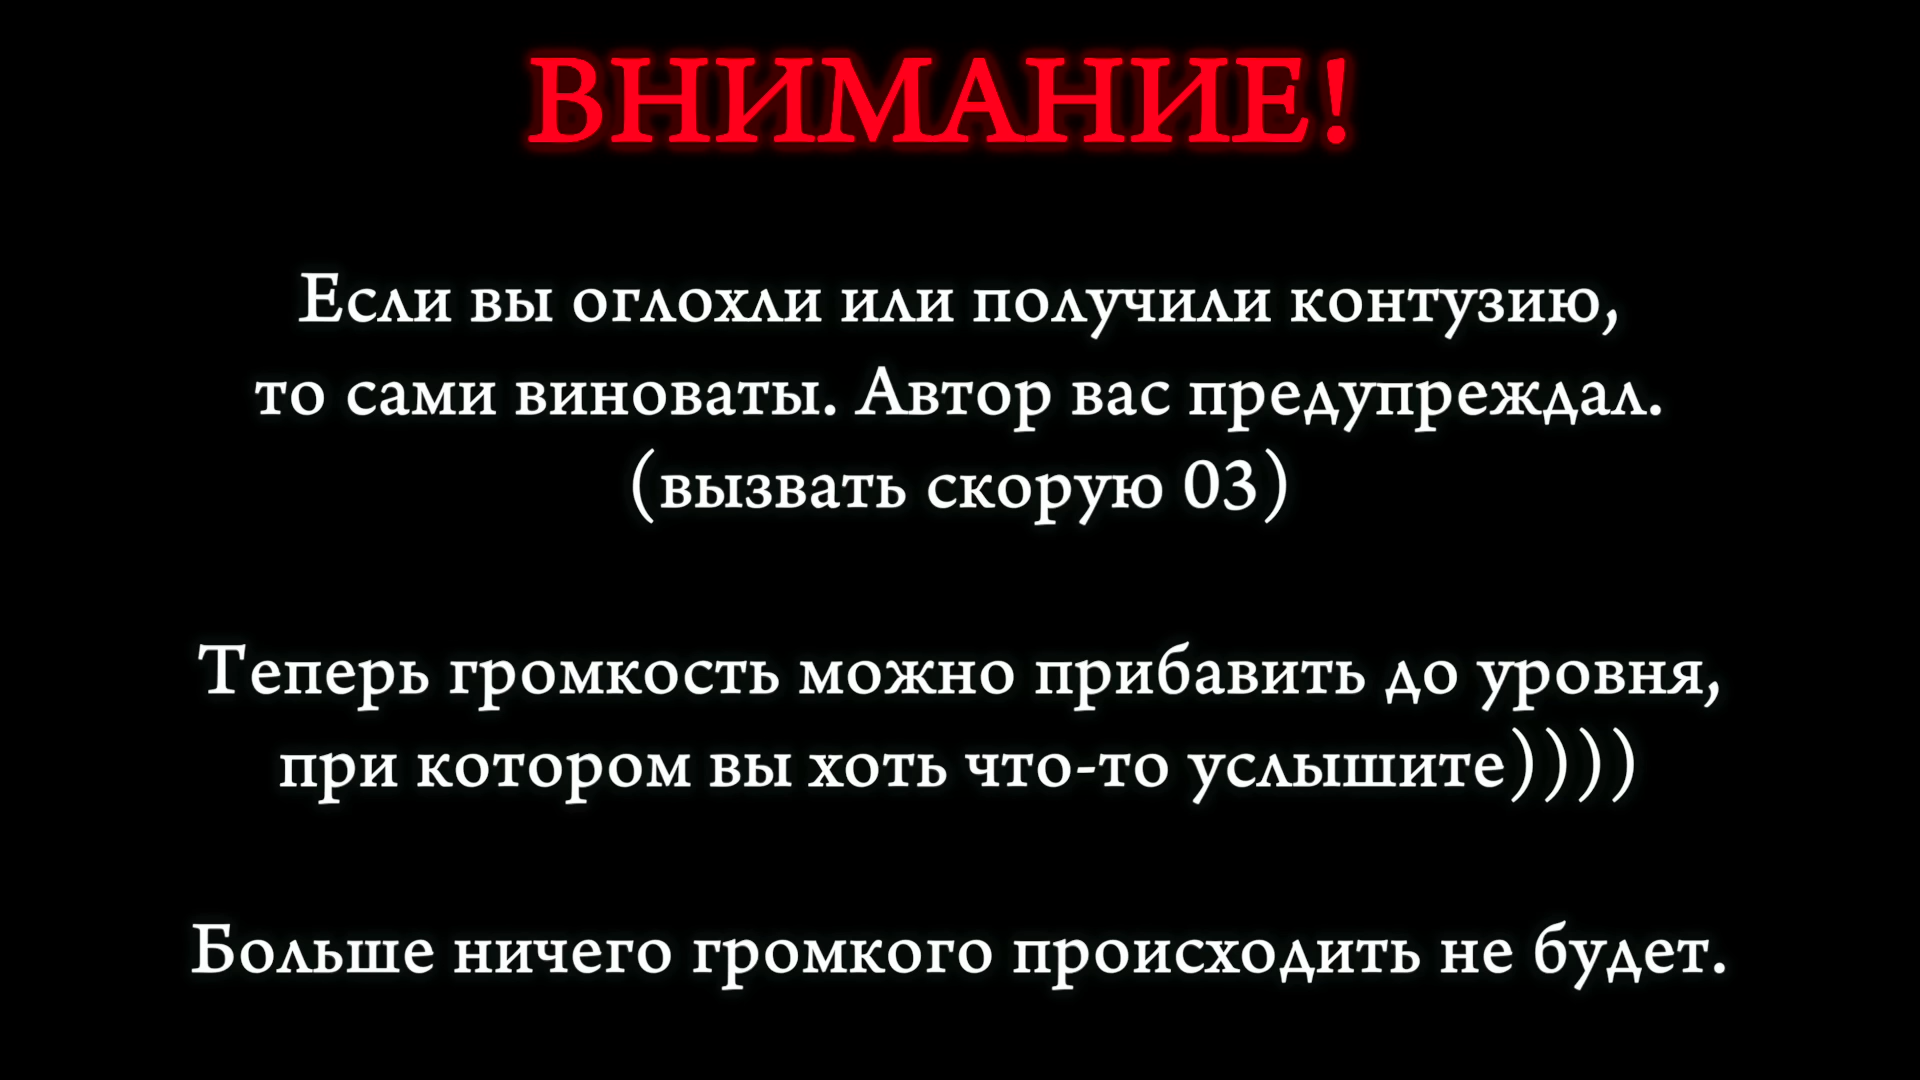 ВНИМАНИЕ!
Если вы оглохли или получили контузию,
то сами виноваты. Автор вас предупреждал.
(вызвать скорую 03)
Теперь громкость можно прибавить до уровня,
при котором вы хоть что-то услышите))))
Больше ничего громкого происходить не будет.